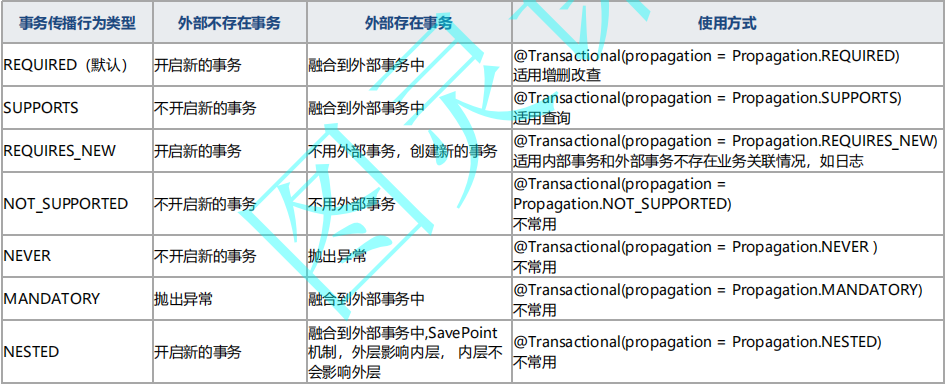 事务传播行为类型 外部不存在事务 外部存在事务 使用方式
REQUIRED（默认） 开启新的事务 融合到外部事务中 @Transactional(propagation = Propagation.REQUIRED)
适用增删改查
SUPPORTS 不开启新的事务 融合到外部事务中 @Transactional(propagation = Propagation.SUPPORTS)
适用查询
REQUIRES_NEW 开启新的事务 不用外部事务，创建新的事务 @Transactional(propagation = Propagation.REQUIRES_NEW)
适用内部事务和外部事务不存在业务关联情况，如日志
NOT_SUPPORTED 不开启新的事务 不用外部事务 @Transactional(propagation =
Propagation.NOT_SUPPORTED)
不常用
NEVER 不开启新的事务 抛出异常 @Transactional(propagation = Propagation.NEVER )
不常用
MANDATORY 抛出异常 融合到外部事务中 @Transactional(propagation = Propagation.MANDATORY)
不常用
NESTED 开启新的事务 融合到外部事务中,SavePoint
机制，外层影响内层， 内层不
会影响外层
@Transactional(propagation = Propagation.NESTED)
不常用
图灵